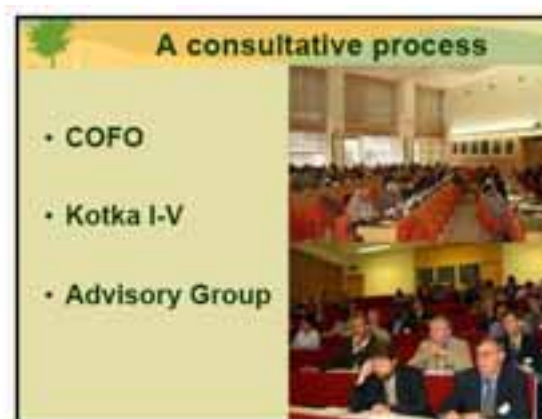 A consultative process
• COFO
• Kotka I-V
• Advisory Group